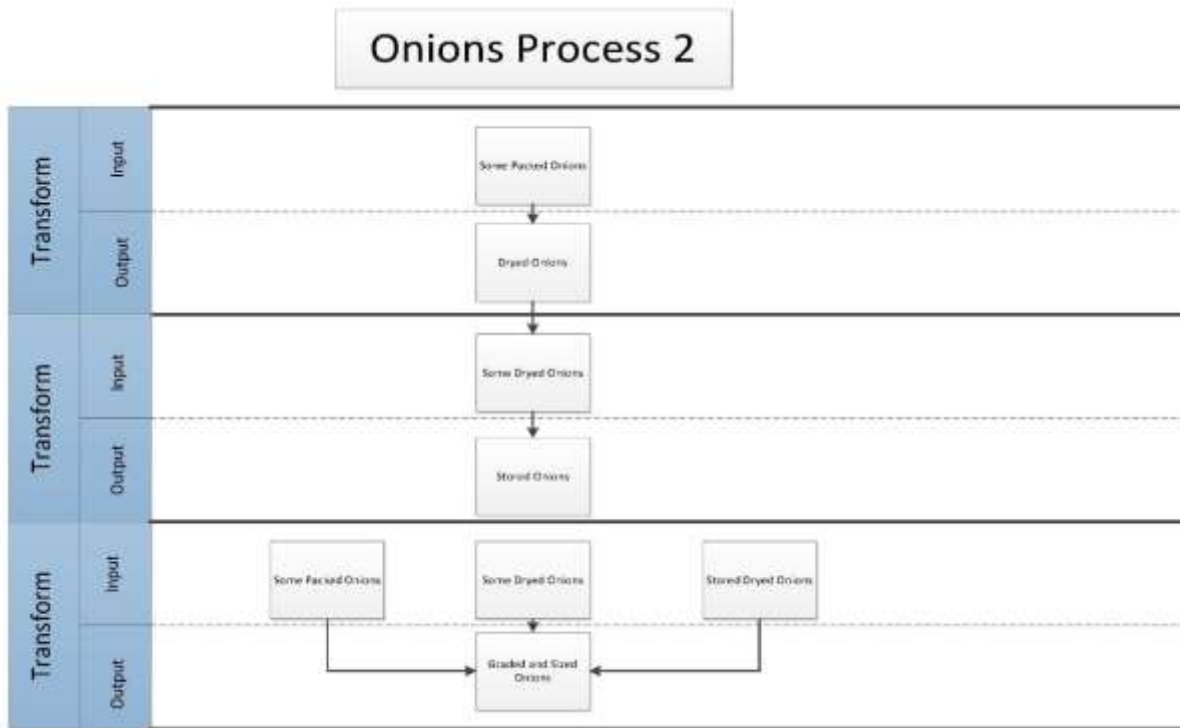 Onions Process 2
Transform
Input
Some Packed Onions
Output
Dryed Onions
Transform
Input
Some Dryed Onions
Output
Stored Onions
Transform
Input
Some Packed Onions
Some Dryed Onions
Stored Dryed Onions
Output
Graded and Sized
Onions